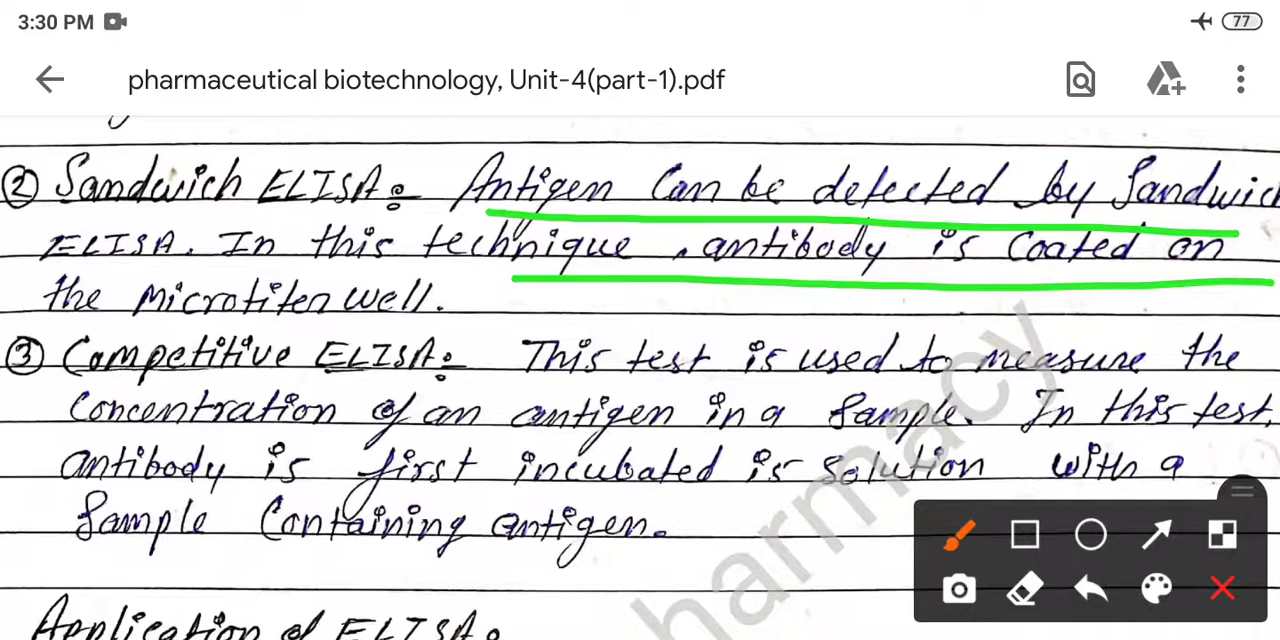 3:30 PM
77
pharmaceutical biotechnology, Unit-4(part-1).pdf
② Sandwich ELISA:- Antigen Can be detected by Sandwich
ELISA. In this technique, antibody is Coated on
the microtiter well.
③ Competitive ELISA:- This test is used to measure the
Concentration of an antigen in a Sample. In this test,
antibody is first incubated is solution with a
Sample Containing antigen.
harmacy
Application of ELISA: